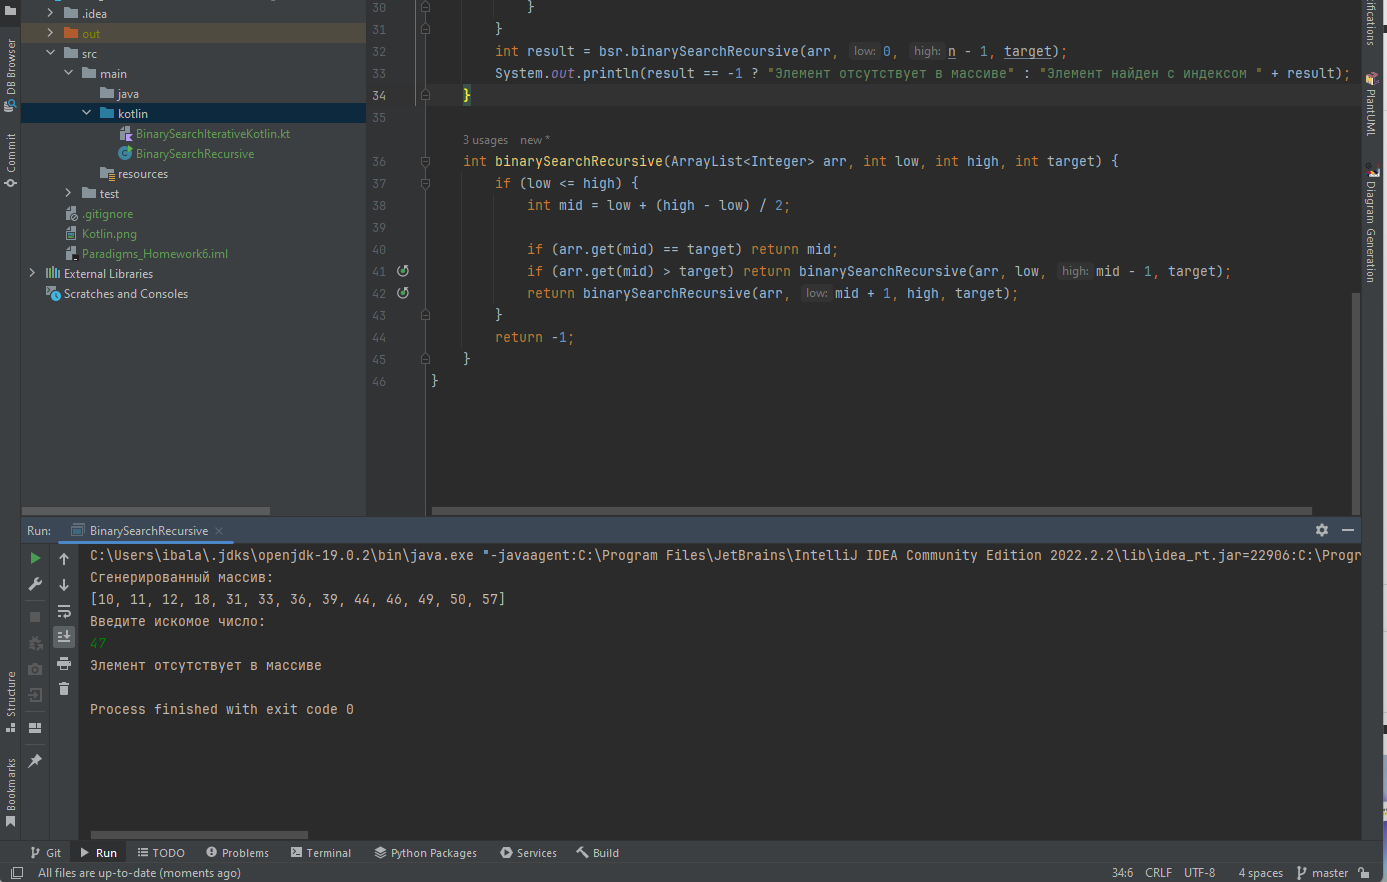 .idea
out
src
main
java
kotlin
BinarySearchIterativeKotlin.kt
BinarySearchRecursive
resources
test
.gitignore
Kotlin.png
Paradigms_Homework6.iml
External Libraries
Scratches and Consoles
DB Browser
Commit
Structure
Bookmarks
30 }
31 }
32 int result = bsr.binarySearchRecursive(arr, low: 0, high: n - 1, target);
33 System.out.println(result == -1 ? "Элемент отсутствует в массиве" : "Элемент найден с индексом " + result);
34 }
35
3 usages new *
36 int binarySearchRecursive(ArrayList<Integer> arr, int low, int high, int target) {
37 if (low <= high) {
38 int mid = low + (high - low) / 2;
39
40 if (arr.get(mid) == target) return mid;
41 if (arr.get(mid) > target) return binarySearchRecursive(arr, low, high: mid - 1, target);
42 return binarySearchRecursive(arr, low: mid + 1, high, target);
43 }
44 return -1;
45 }
46 }
PlantUML
Diagram Generation
Run: BinarySearchRecursive
C:\Users\ibala\.jdks\openjdk-19.0.2\bin\java.exe "-javaagent:C:\Program Files\JetBrains\IntelliJ IDEA Community Edition 2022.2.2\lib\idea_rt.jar=22906:C:\Progr
Сгенерированный массив:
[10, 11, 12, 18, 31, 33, 36, 39, 44, 46, 49, 50, 57]
Введите искомое число:
47
Элемент отсутствует в массиве
Process finished with exit code 0
Git Run TODO Problems Terminal Python Packages Services Build
All files are up-to-date (moments ago) 34:6 CRLF UTF-8 4 spaces master